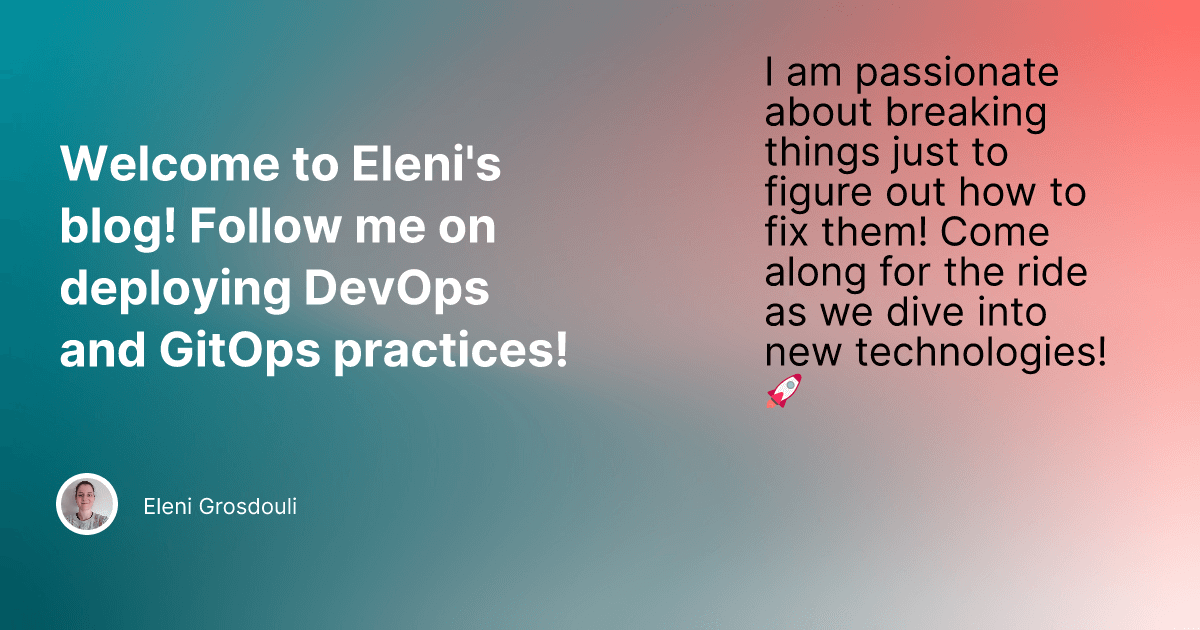 Welcome to Eleni's
blog! Follow me on
deploying DevOps
and GitOps practices!
Eleni Grosdouli
I am passionate
about breaking
things just to
figure out how to
fix them! Come
along for the ride
as we dive into
new technologies!
🚀